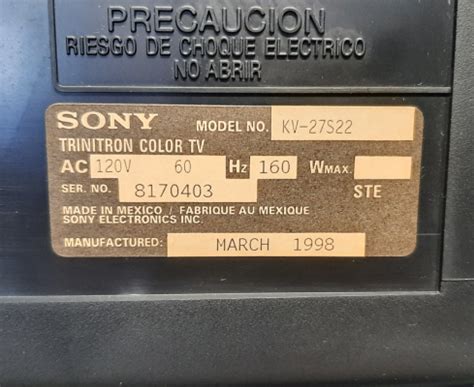 PRECAUCION
RIESGO DE CHOQUE ELECTRICO
NO ABRIR
SONY MODEL NO. KV-27S22
TRINITRON COLOR TV
AC 120V 60 Hz 160 WMAX.
SER. NO. 8170403 STE
MADE IN MEXICO / FABRIQUE AU MEXIQUE
SONY ELECTRONICS INC.
MANUFACTURED: MARCH 1998